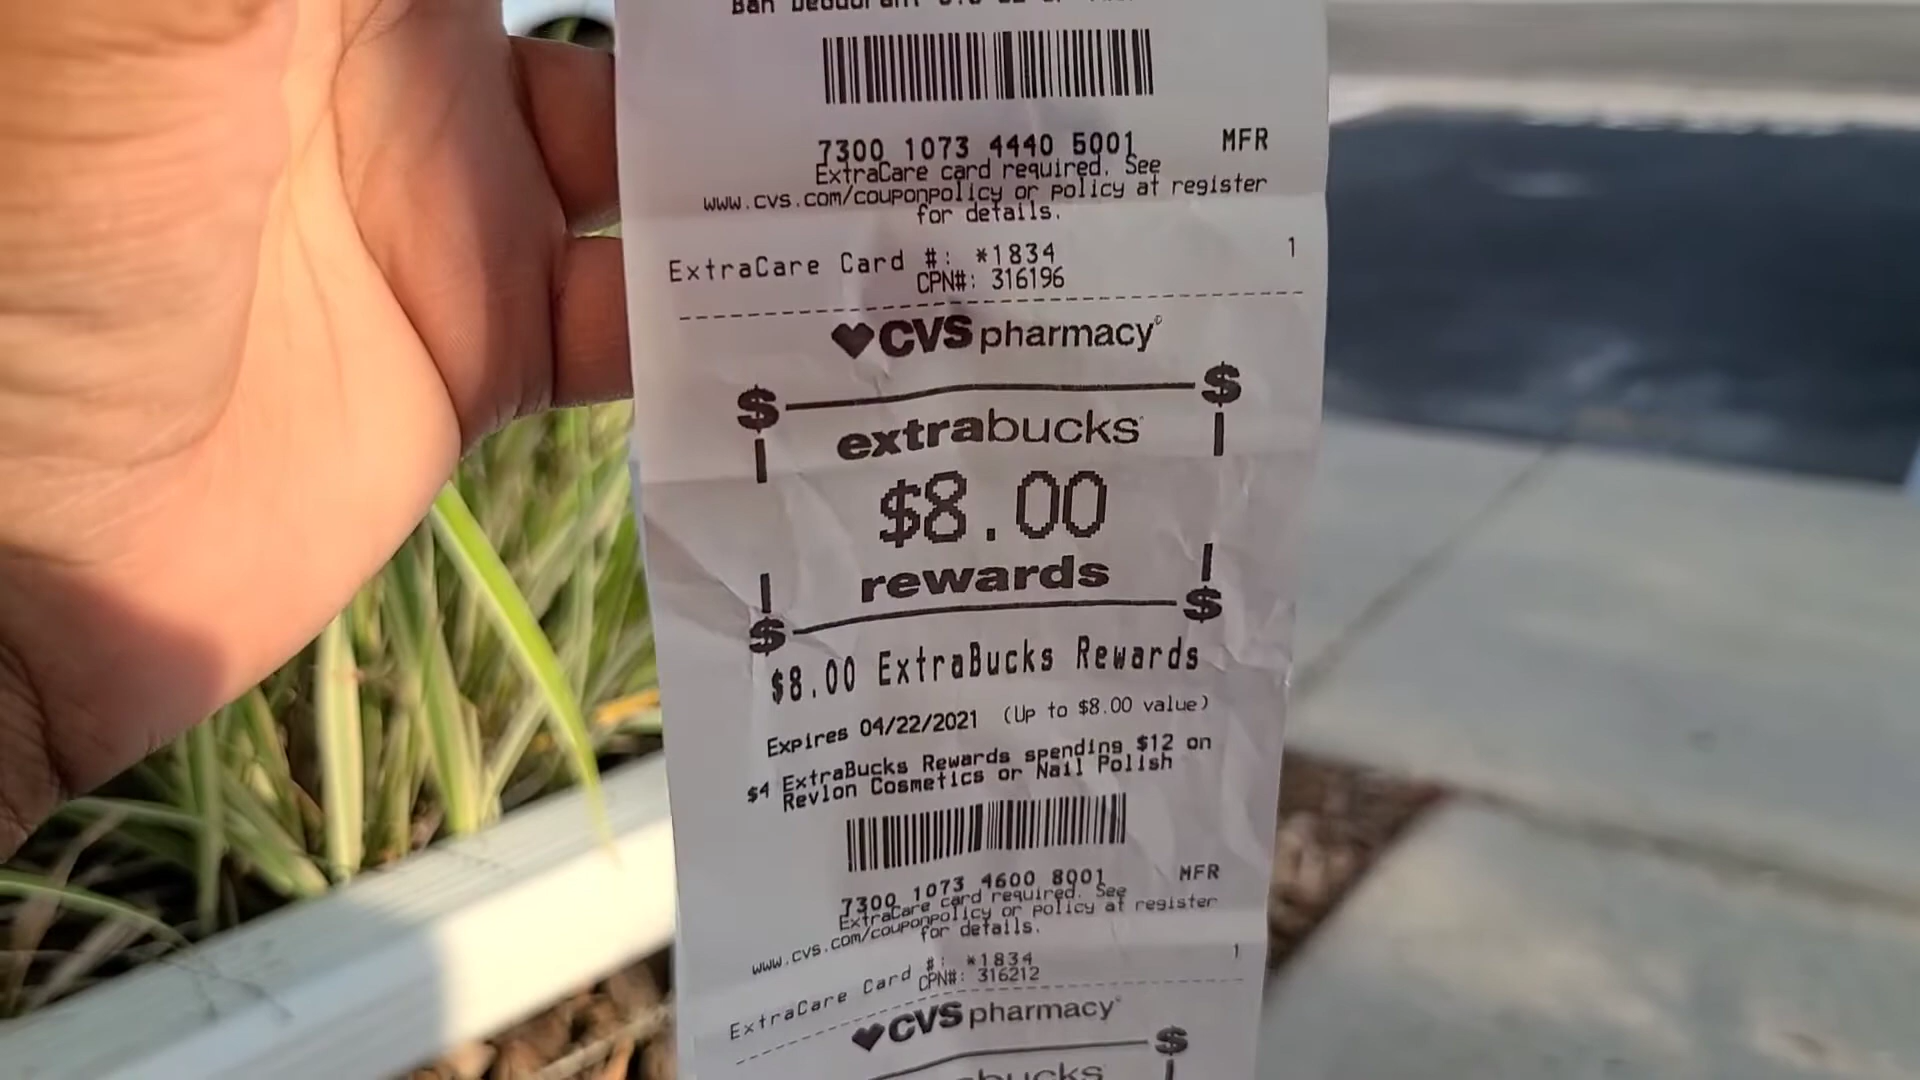 Ban Deodorant
7300 1073 4440 5001 MFR
ExtraCare card required. See
www.cvs.com/couponpolicy or policy at register
for details.
ExtraCare Card #: *1834 1
CPN#: 316196
CVS pharmacy
$ $
extrabucks
$8.00
rewards
$ $
$8.00 ExtraBucks Rewards
Expires 04/22/2021 (Up to $8.00 value)
$4 ExtraBucks Rewards spending $12 on
Revlon Cosmetics or Nail Polish
7300 1073 4600 8001 MFR
ExtraCare card required. See
www.cvs.com/couponpolicy or policy at register
for details.
ExtraCare Card #: *1834 1
CPN#: 316212
CVS pharmacy
$